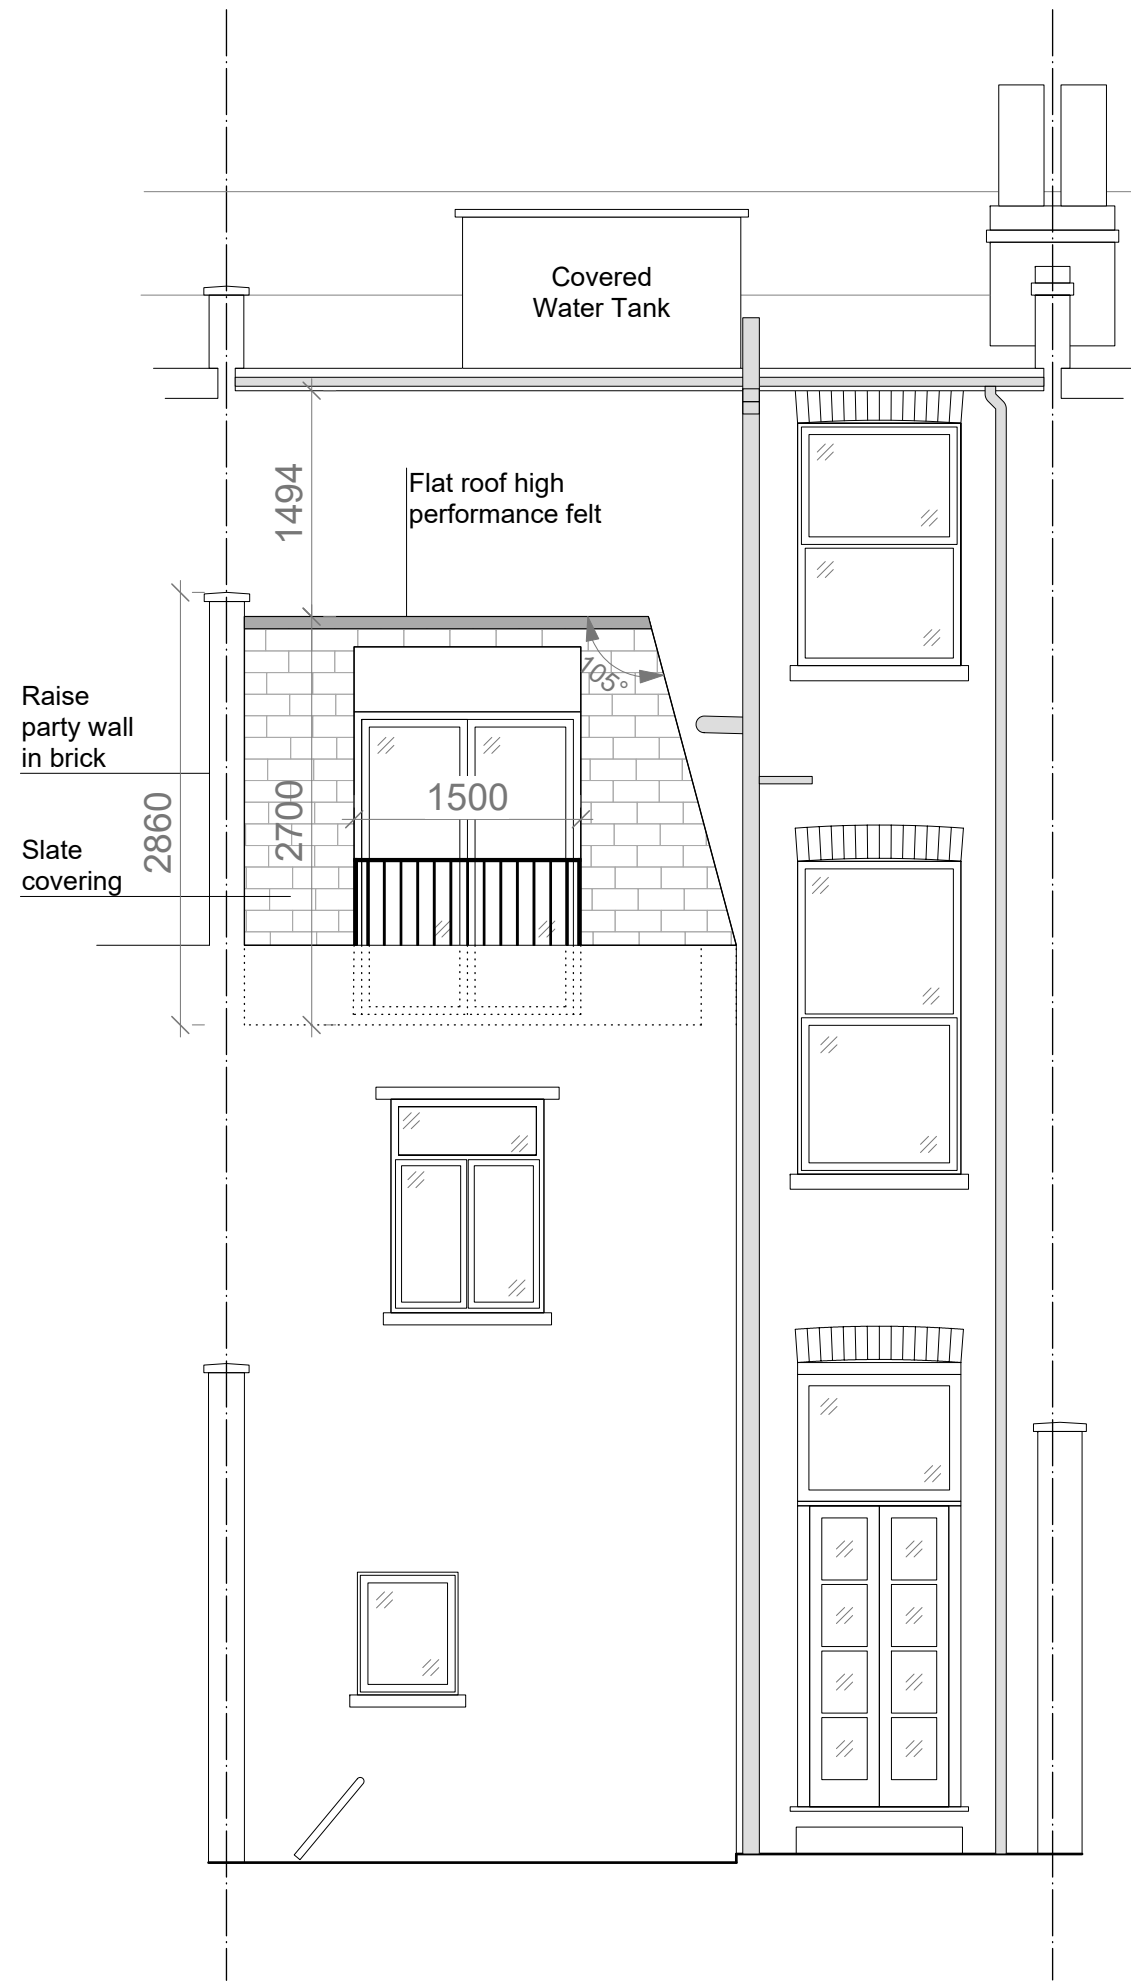 Covered
Water Tank
1494
Flat roof high
performance felt
105°
Raise
party wall
in brick
1500
2860
2700
Slate
covering